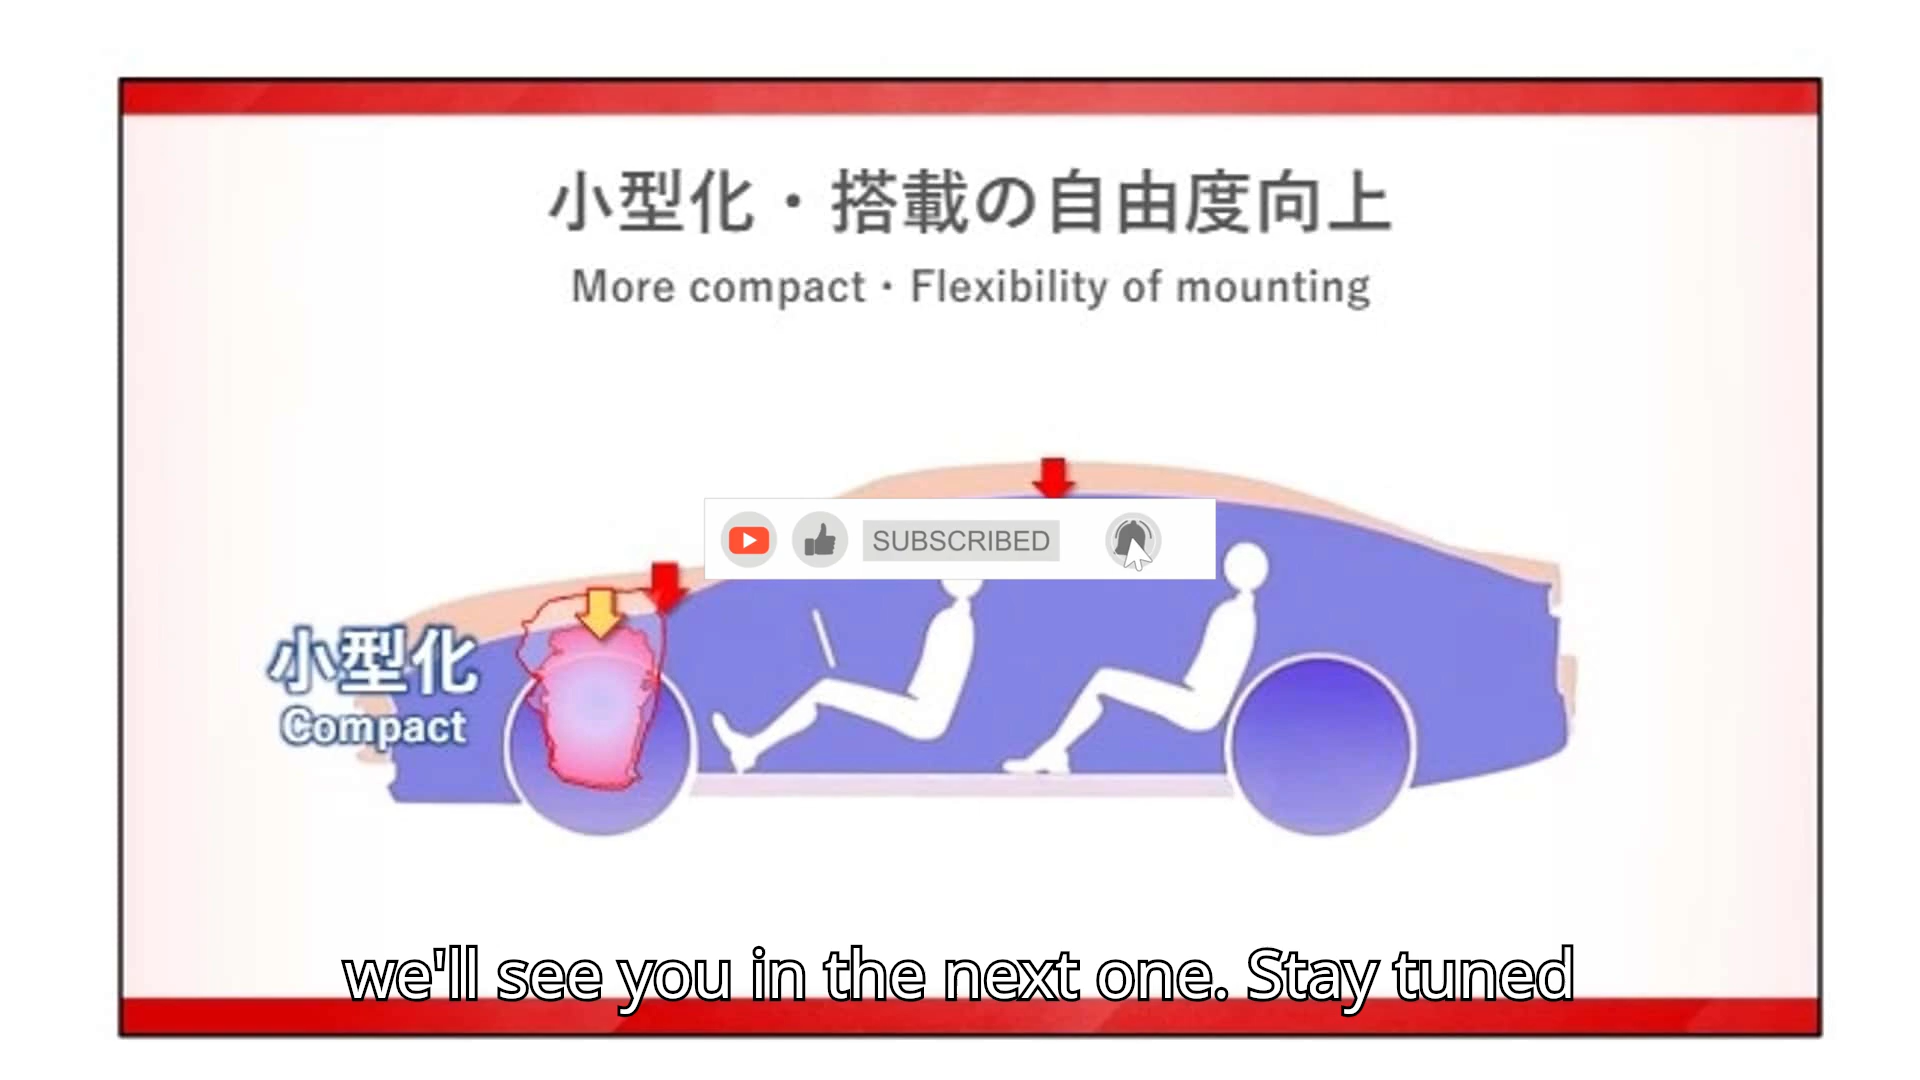 小型化・搭載の自由度向上
More compact・Flexibility of mounting
SUBSCRIBED
小型化
Compact
we'll see you in the next one. Stay tuned